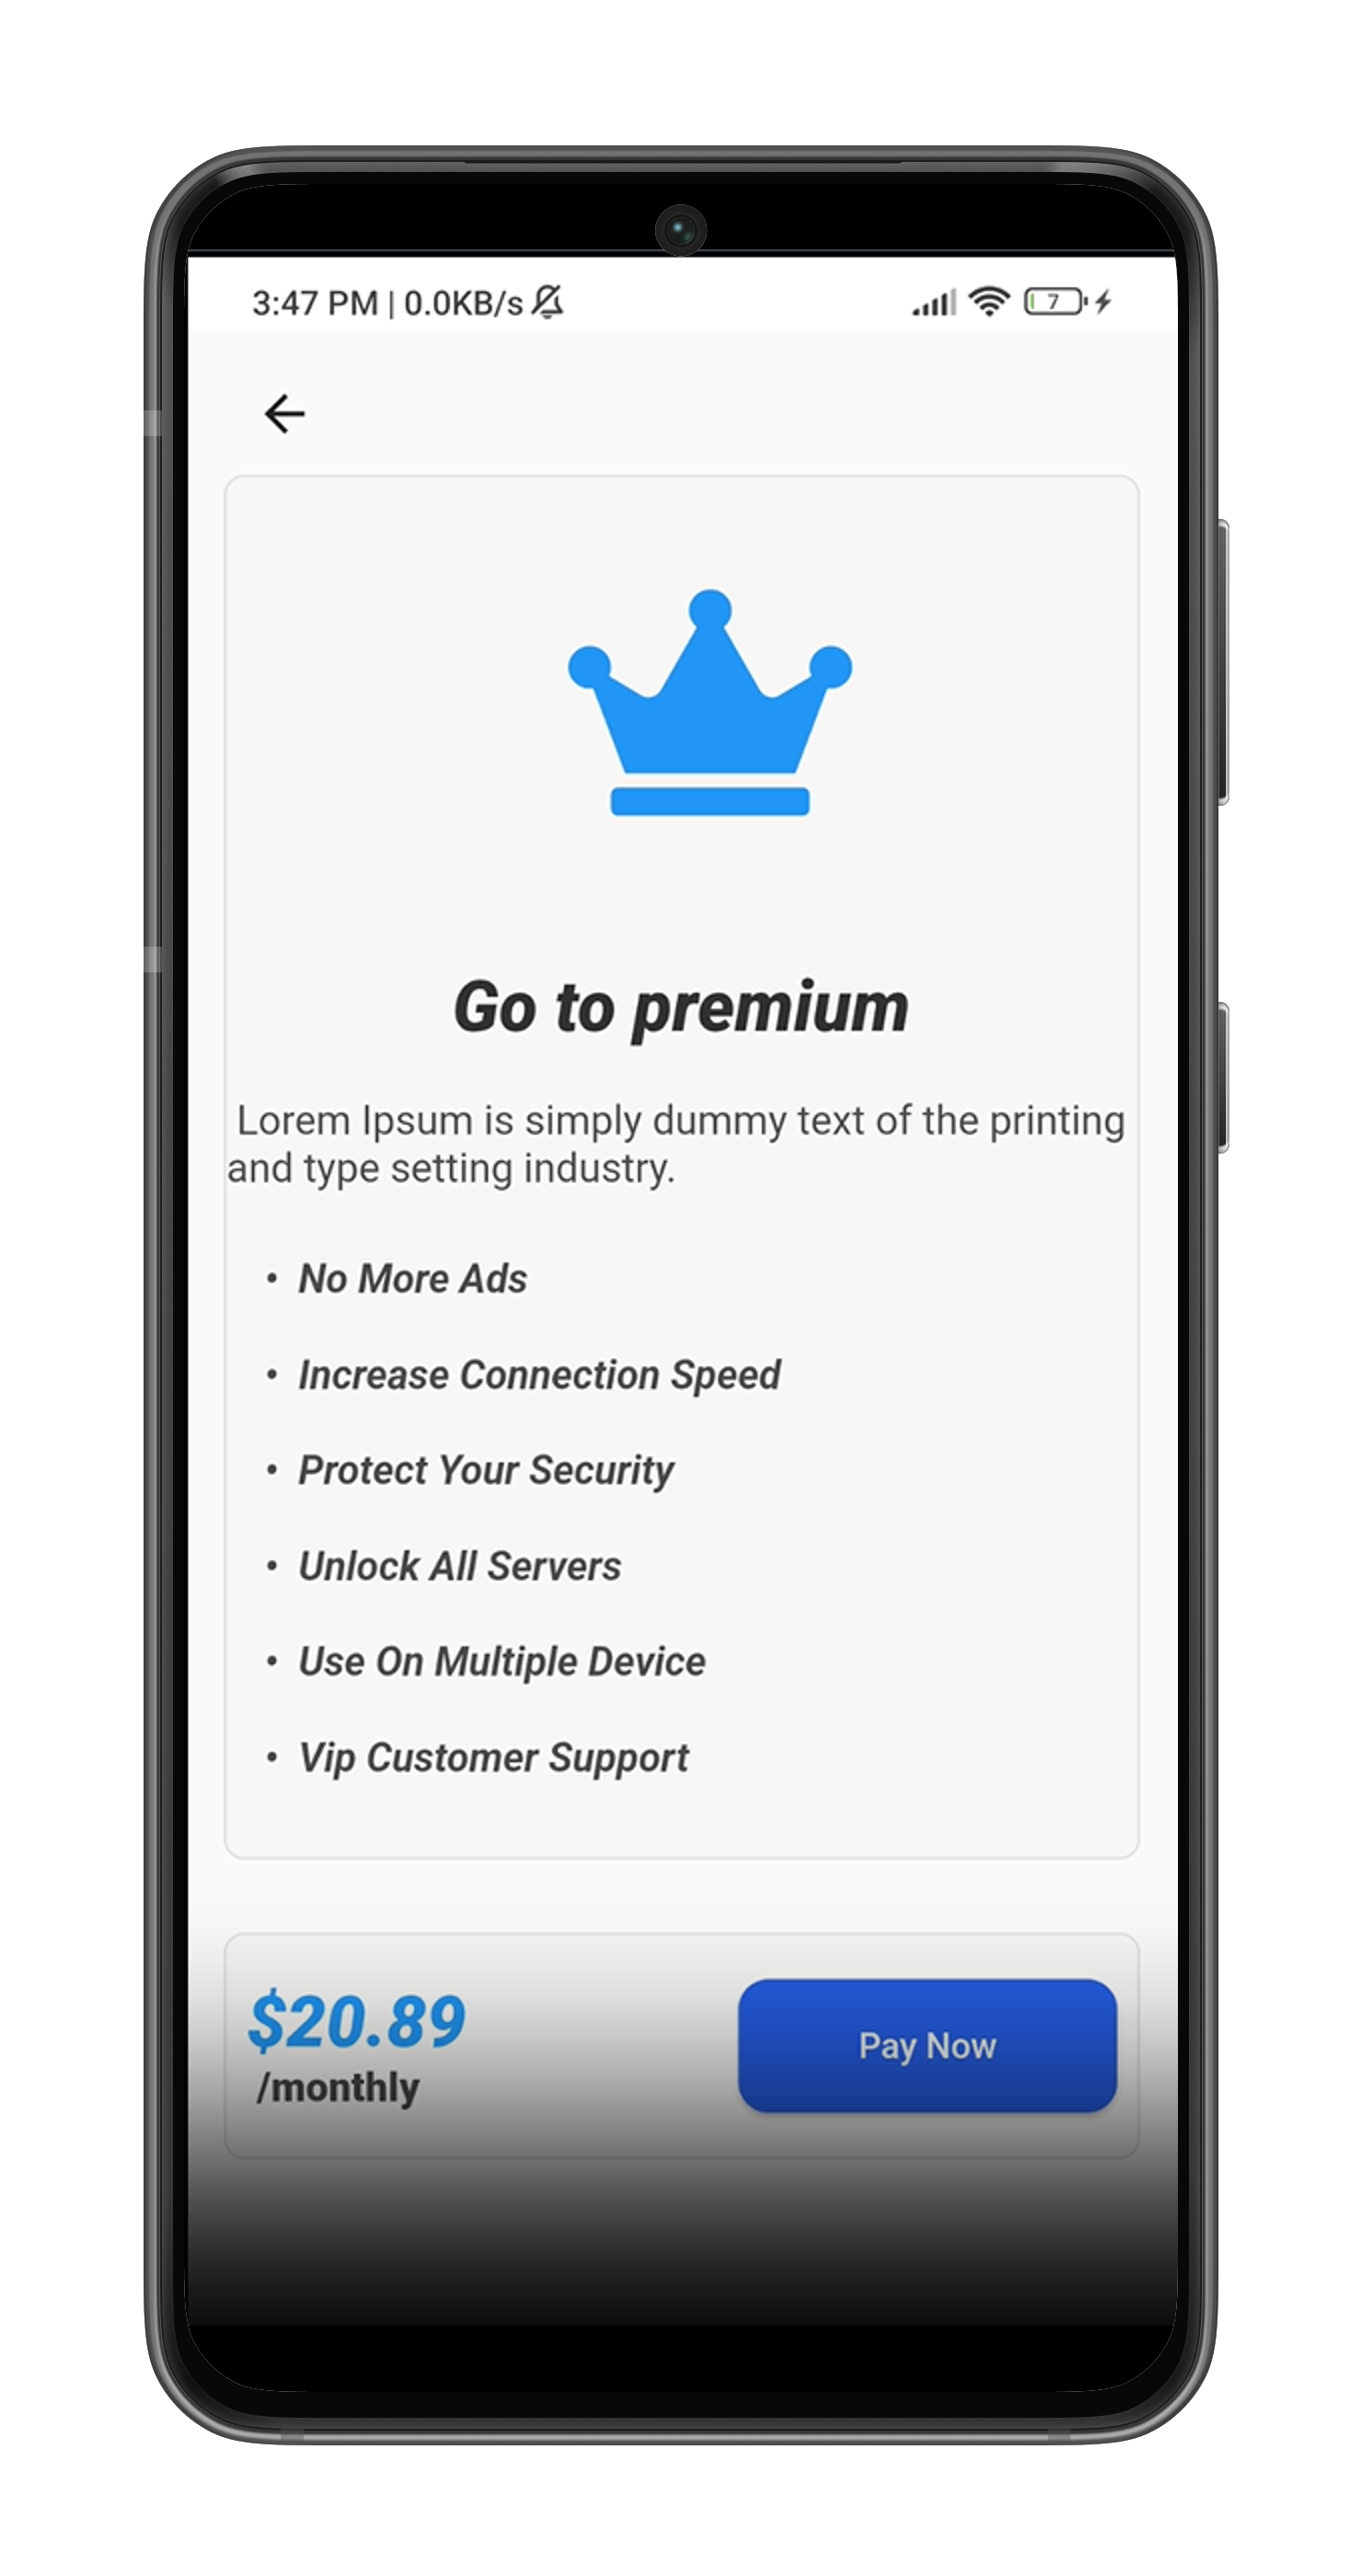 3:47 PM | 0.0KB/s
7
Go to premium
Lorem Ipsum is simply dummy text of the printing
and type setting industry.
• No More Ads
• Increase Connection Speed
• Protect Your Security
• Unlock All Servers
• Use On Multiple Device
• Vip Customer Support
$20.89
/monthly
Pay Now